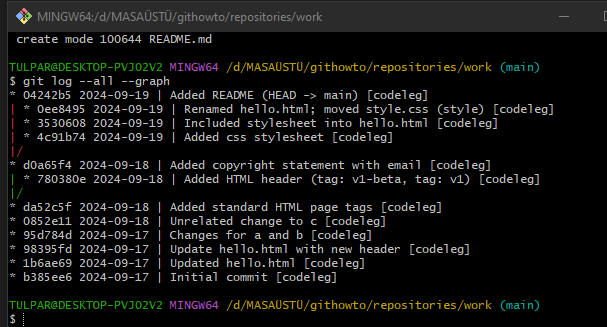 MINGW64:/d/MASAÜSTÜ/githowto/repositories/work
create mode 100644 README.md
TULPAR@DESKTOP-PVJO2V2 MINGW64 /d/MASAÜSTÜ/githowto/repositories/work (main)
$ git log --all --graph
* 04242b5 2024-09-19 | Added README (HEAD -> main) [codeleg]
| * 0ee8495 2024-09-19 | Renamed hello.html; moved style.css (style) [codeleg]
| * 3530608 2024-09-19 | Included stylesheet into hello.html [codeleg]
| * 4c91b74 2024-09-19 | Added css stylesheet [codeleg]
|/
* d0a65f4 2024-09-18 | Added copyright statement with email [codeleg]
| * 780380e 2024-09-18 | Added HTML header (tag: v1-beta, tag: v1) [codeleg]
|/
* da52c5f 2024-09-18 | Added standard HTML page tags [codeleg]
* 0852e11 2024-09-18 | Unrelated change to c [codeleg]
* 95d784d 2024-09-17 | Changes for a and b [codeleg]
* 98395fd 2024-09-17 | Update hello.html with new header [codeleg]
* 1b6ae69 2024-09-17 | Updated hello.html [codeleg]
* b385ee6 2024-09-17 | Initial commit [codeleg]
TULPAR@DESKTOP-PVJO2V2 MINGW64 /d/MASAÜSTÜ/githowto/repositories/work (main)
$